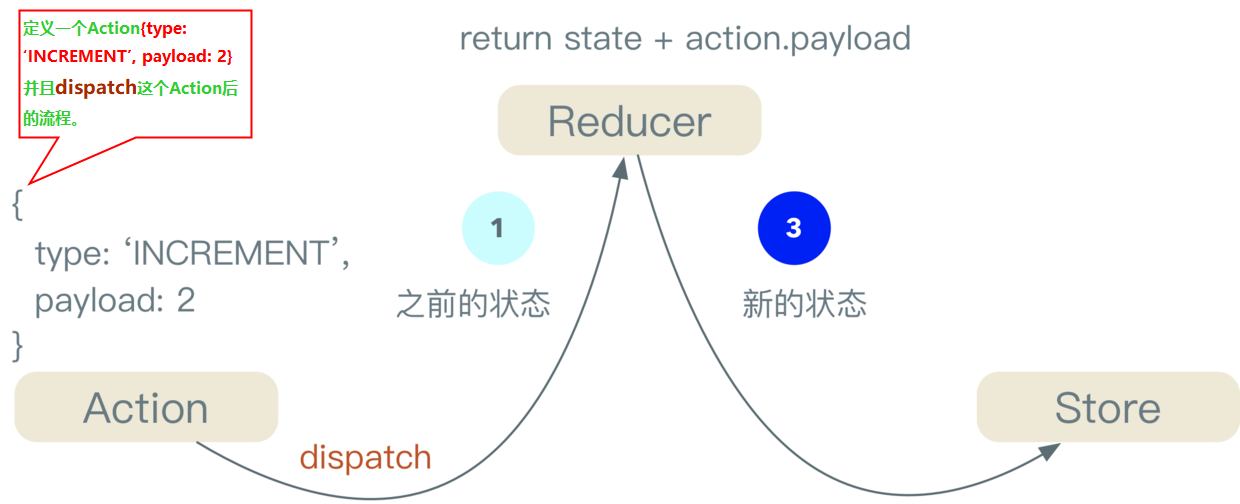 定义一个Action{type:
‘INCREMENT’, payload: 2}
并且dispatch这个Action后
的流程。
return state + action.payload
Reducer
{
type: ‘INCREMENT’,
payload: 2
}
1
之前的状态
3
新的状态
Action
dispatch
Store